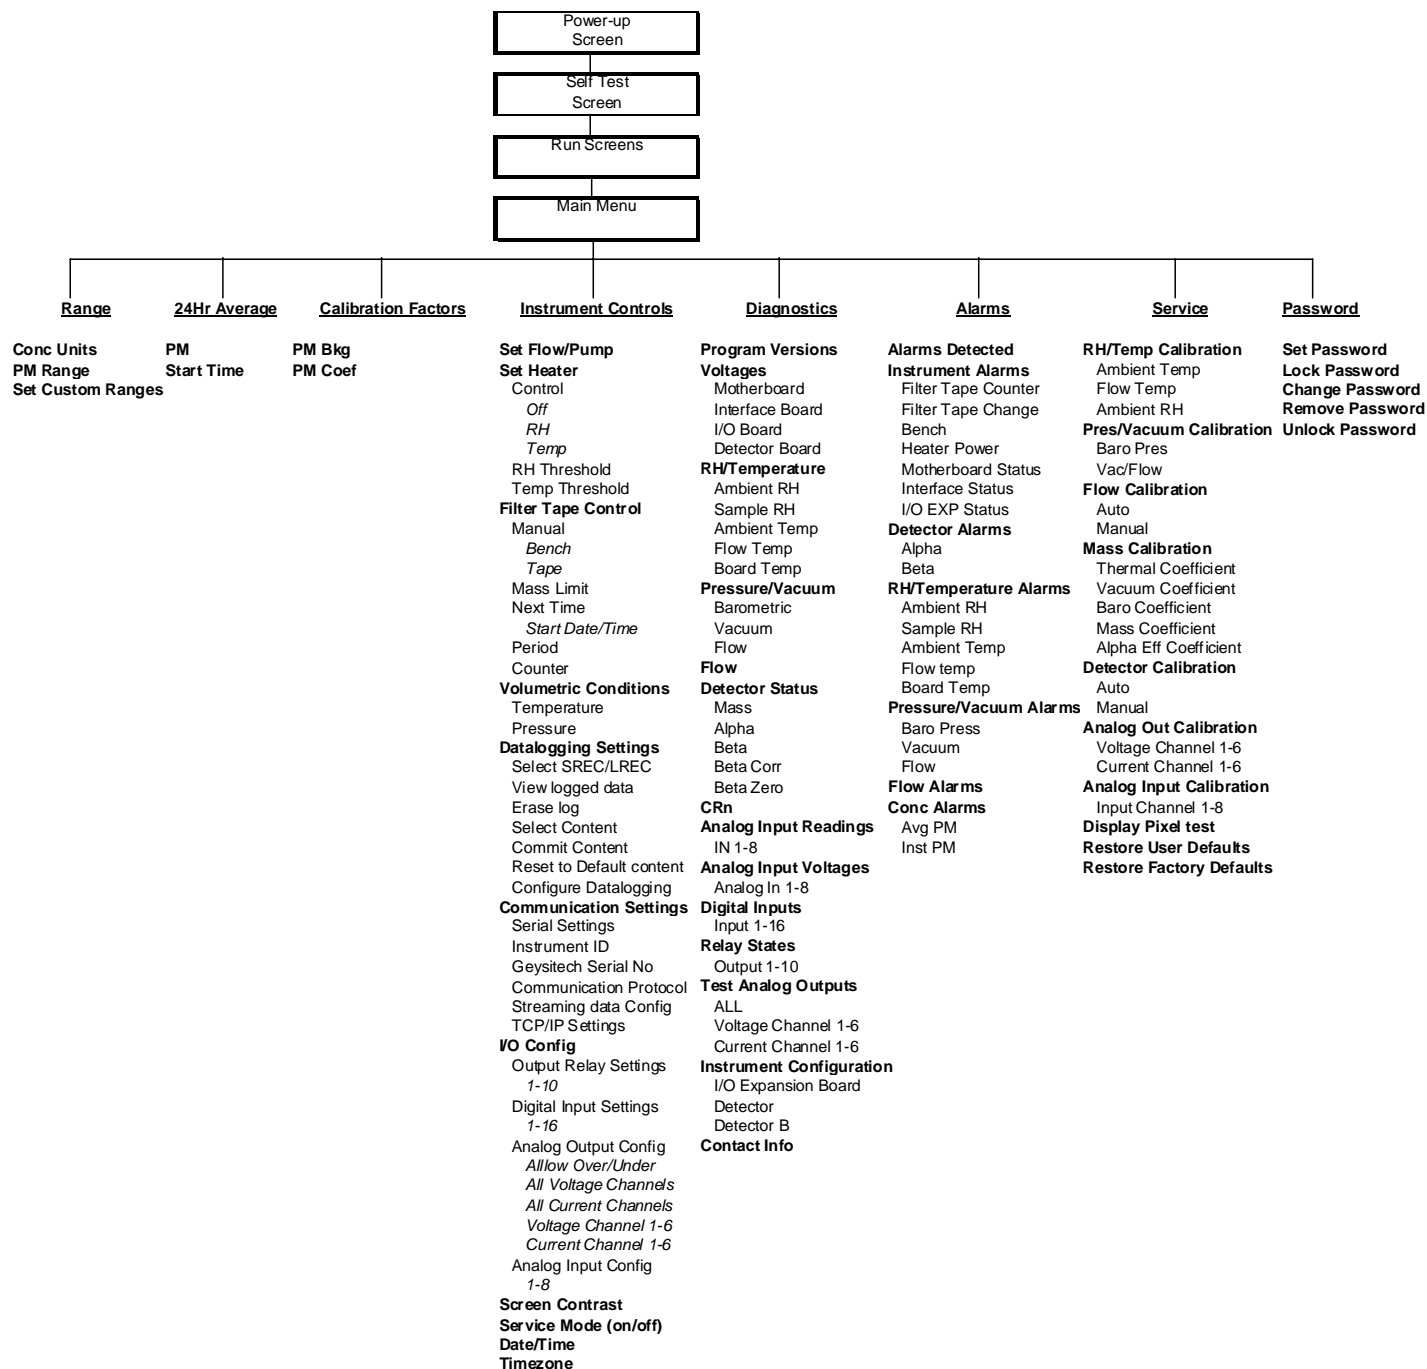 Power-up
Screen
Self Test
Screen
Run Screens
Main Menu
Range
Conc Units
PM Range
Set Custom Ranges
24Hr Average
PM
Start Time
Calibration Factors
PM Bkg
PM Coef
Instrument Controls
Set Flow/Pump
Set Heater
Control
Off
RH
Temp
RH Threshold
Temp Threshold
Filter Tape Control
Manual
Bench
Tape
Mass Limit
Next Time
Start Date/Time
Period
Counter
Volumetric Conditions
Temperature
Pressure
Datalogging Settings
Select SREC/LREC
View logged data
Erase log
Select Content
Commit Content
Reset to Default content
Configure Datalogging
Communication Settings
Serial Settings
Instrument ID
Geysitech Serial No
Communication Protocol
Streaming data Config
TCP/IP Settings
I/O Config
Output Relay Settings
1-10
Digital Input Settings
1-16
Analog Output Config
Alllow Over/Under
All Voltage Channels
All Current Channels
Voltage Channel 1-6
Current Channel 1-6
Analog Input Config
1-8
Screen Contrast
Service Mode (on/off)
Date/Time
Timezone
Diagnostics
Program Versions
Voltages
Motherboard
Interface Board
I/O Board
Detector Board
RH/Temperature
Ambient RH
Sample RH
Ambient Temp
Flow Temp
Board Temp
Pressure/Vacuum
Barometric
Vacuum
Flow
Flow
Detector Status
Mass
Alpha
Beta
Beta Corr
Beta Zero
CRn
Analog Input Readings
IN 1-8
Analog Input Voltages
Analog In 1-8
Digital Inputs
Input 1-16
Relay States
Output 1-10
Test Analog Outputs
ALL
Voltage Channel 1-6
Current Channel 1-6
Instrument Configuration
I/O Expansion Board
Detector
Detector B
Contact Info
Alarms
Alarms Detected
Instrument Alarms
Filter Tape Counter
Filter Tape Change
Bench
Heater Power
Motherboard Status
Interface Status
I/O EXP Status
Detector Alarms
Alpha
Beta
RH/Temperature Alarms
Ambient RH
Sample RH
Ambient Temp
Flow temp
Board Temp
Pressure/Vacuum Alarms
Baro Press
Vacuum
Flow
Flow Alarms
Conc Alarms
Avg PM
Inst PM
Service
RH/Temp Calibration
Ambient Temp
Flow Temp
Ambient RH
Pres/Vacuum Calibration
Baro Pres
Vac/Flow
Flow Calibration
Auto
Manual
Mass Calibration
Thermal Coefficient
Vacuum Coefficient
Baro Coefficient
Mass Coefficient
Alpha Eff Coefficient
Detector Calibration
Auto
Manual
Analog Out Calibration
Voltage Channel 1-6
Current Channel 1-6
Analog Input Calibration
Input Channel 1-8
Display Pixel test
Restore User Defaults
Restore Factory Defaults
Password
Set Password
Lock Password
Change Password
Remove Password
Unlock Password